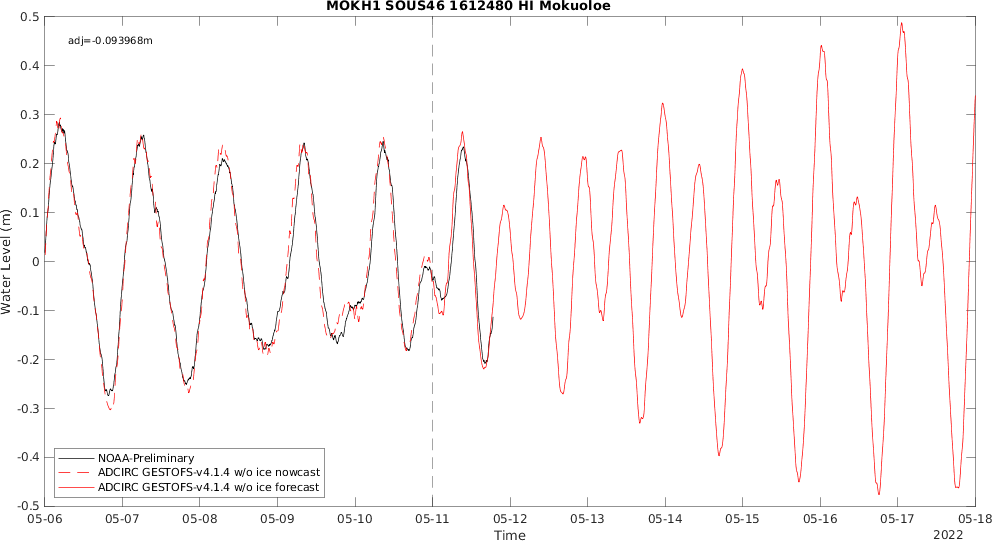 MOKH1 SOUS46 1612480 HI Mokuoloe
adj=-0.093968m
Water Level (m)
0.5
0.4
0.3
0.2
0.1
0
-0.1
-0.2
-0.3
-0.4
-0.5
NOAA-Preliminary
ADCIRC GESTOFS-v4.1.4 w/o ice nowcast
ADCIRC GESTOFS-v4.1.4 w/o ice forecast
05-06 05-07 05-08 05-09 05-10 05-11 05-12 05-13 05-14 05-15 05-16 05-17 05-18
Time
2022